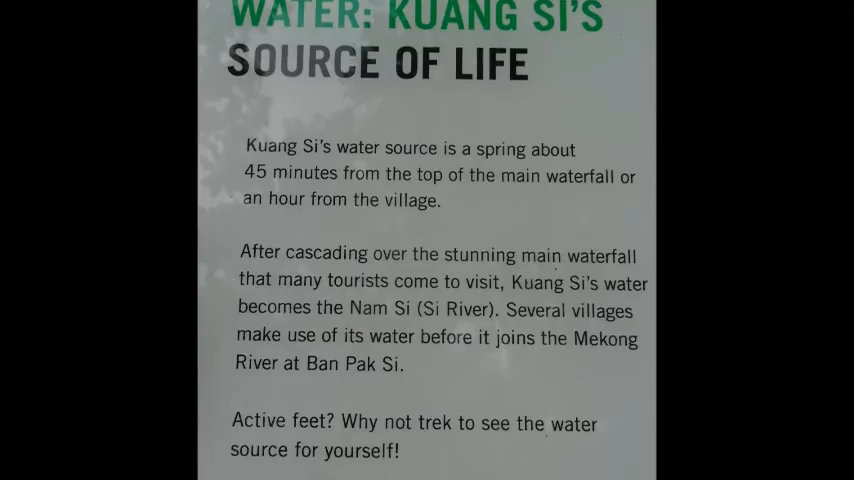 WATER: KUANG SI'S
SOURCE OF LIFE
Kuang Si's water source is a spring about
45 minutes from the top of the main waterfall or
an hour from the village.
After cascading over the stunning main waterfall
that many tourists come to visit, Kuang Si's water
becomes the Nam Si (Si River). Several villages
make use of its water before it joins the Mekong
River at Ban Pak Si.
Active feet? Why not trek to see the water
source for yourself!